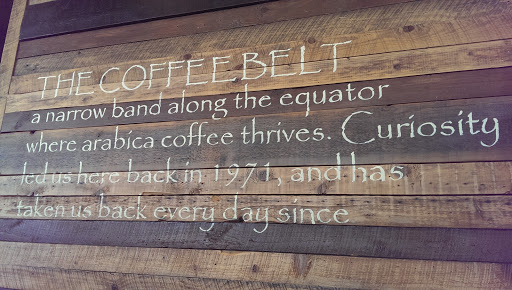 THE COFFEE BELT
a narrow band along the equator
where arabica coffee thrives. Curiosity
led us here back in 1971, and has
taken us back every day since